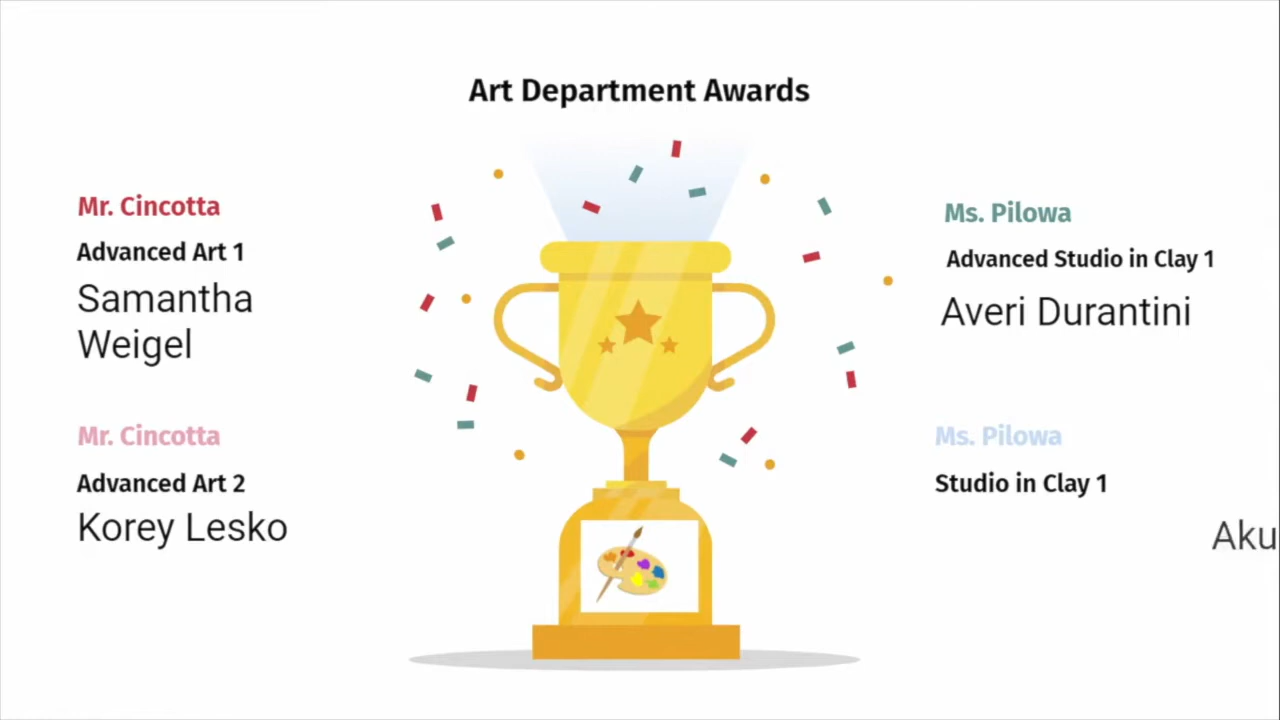 Art Department Awards
Mr. Cincotta
Advanced Art 1
Samantha
Weigel
Mr. Cincotta
Advanced Art 2
Korey Lesko
Ms. Pilowa
Advanced Studio in Clay 1
Averi Durantini
Ms. Pilowa
Studio in Clay 1
Aku